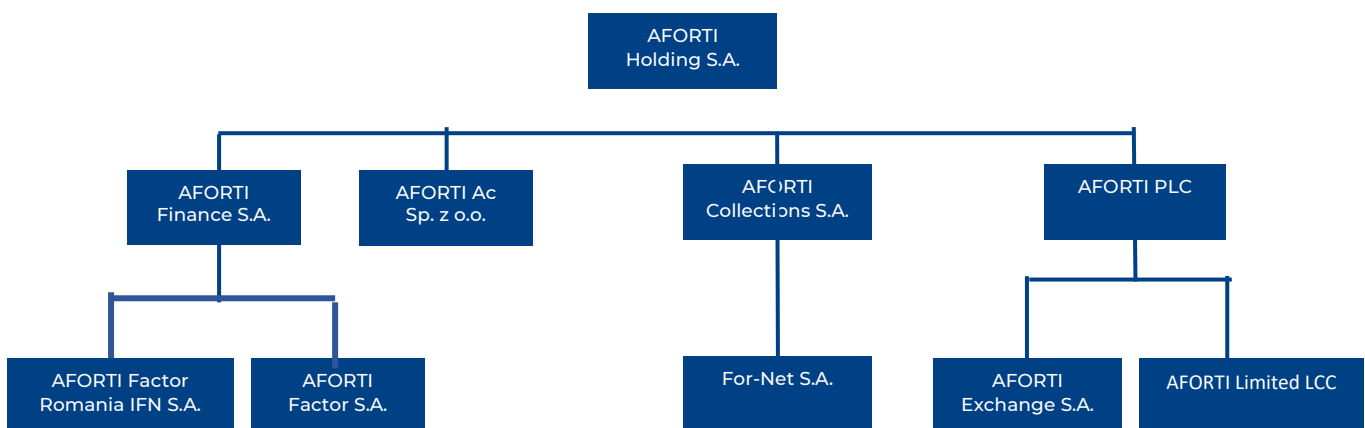 AFORTI
Holding S.A.
AFORTI
Finance S.A.
AFORTI Ac
Sp. z o.o.
AFORTI
Collections S.A.
AFORTI PLC
AFORTI Factor
Romania IFN S.A.
AFORTI
Factor S.A.
For-Net S.A.
AFORTI
Exchange S.A.
AFORTI Limited LCC